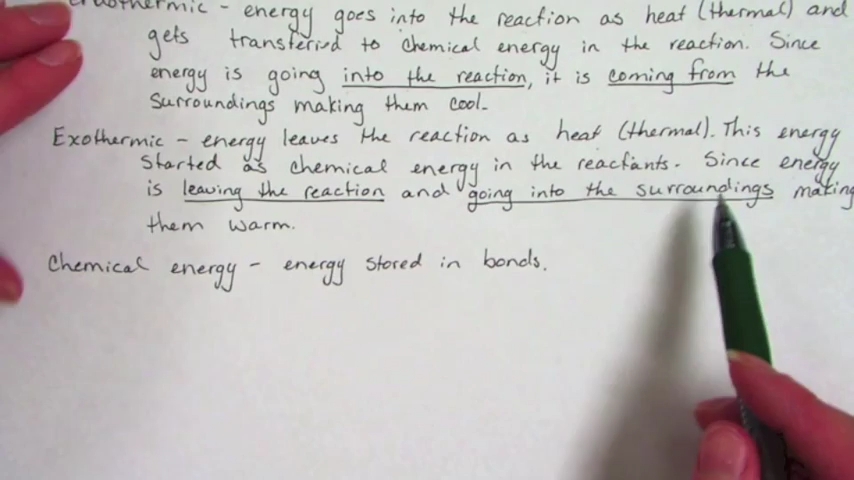 Endothermic - energy goes into the reaction as heat (thermal) and
gets transferred to chemical energy in the reaction. Since
energy is going into the reaction, it is coming from the
surroundings making them cool.
Exothermic - energy leaves the reaction as heat (thermal). This energy
started as chemical energy in the reactants. Since energy
is leaving the reaction and going into the surroundings making
them warm.
Chemical energy - energy stored in bonds.